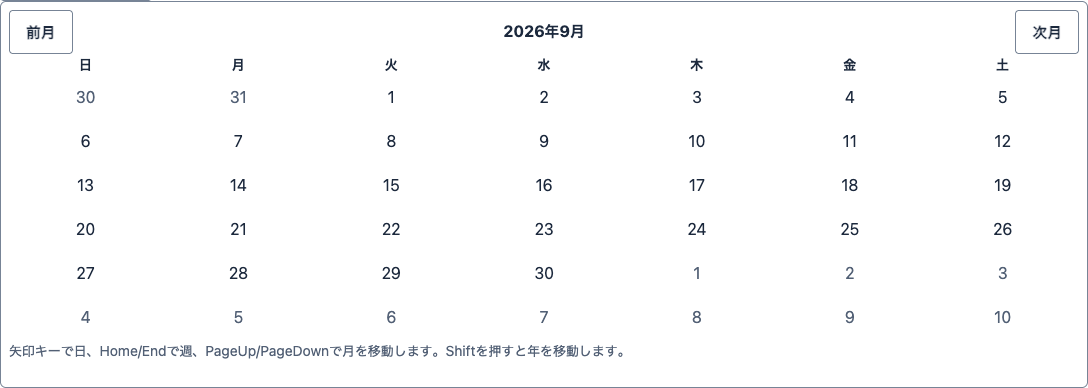 前月 2026年9月 次月
日 月 火 水 木 金 土
30 31 1 2 3 4 5
6 7 8 9 10 11 12
13 14 15 16 17 18 19
20 21 22 23 24 25 26
27 28 29 30 1 2 3
4 5 6 7 8 9 10
矢印キーで日、Home/Endで週、PageUp/PageDownで月を移動します。Shiftを押すと年を移動します。